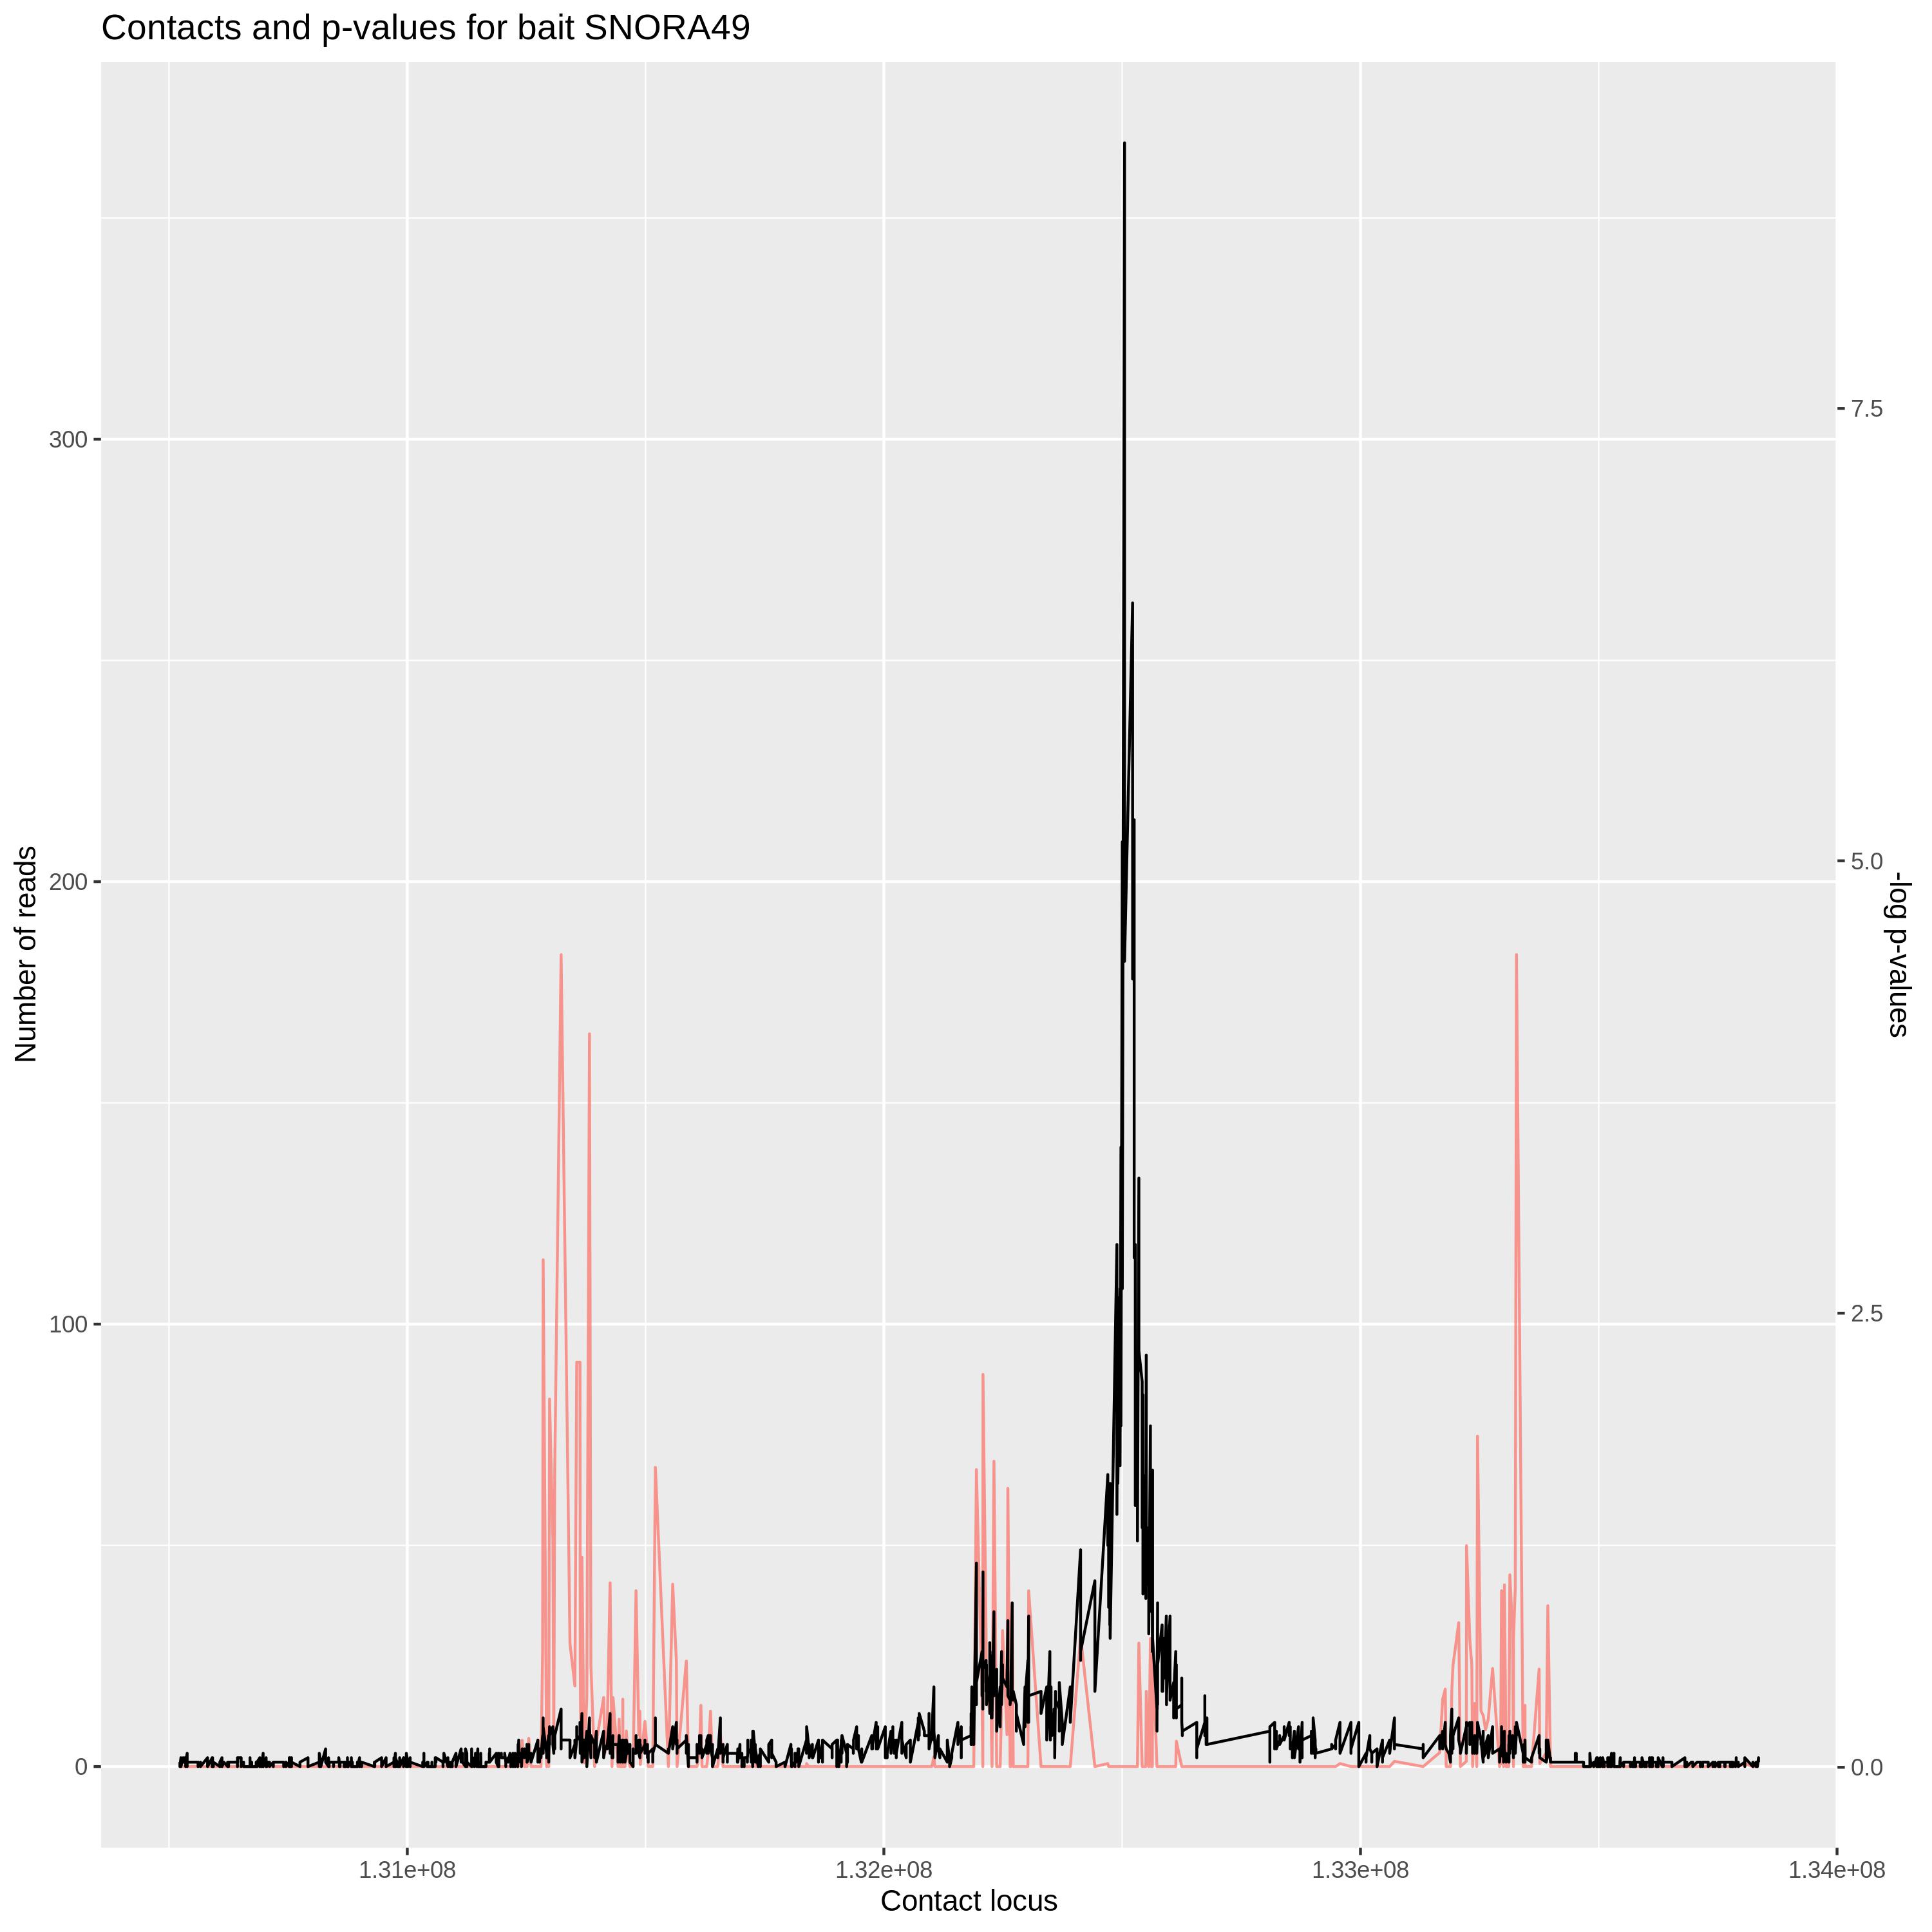 Contacts and p-values for bait SNORA49
Number of reads
300
200
100
0
7.5
5.0
2.5
0.0
-log p-values
1.31e+08
1.32e+08
1.33e+08
1.34e+08
Contact locus